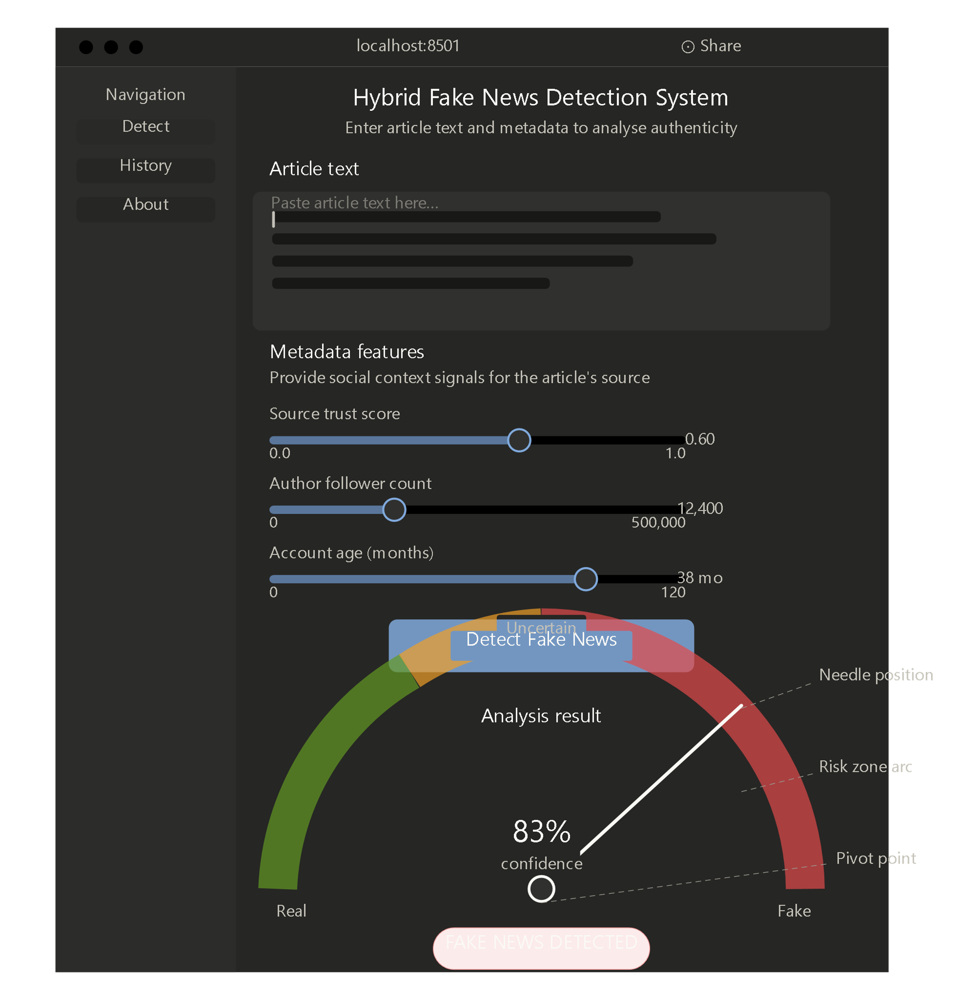 localhost:8501
⊙ Share
Navigation
Detect
History
About
Hybrid Fake News Detection System
Enter article text and metadata to analyse authenticity
Article text
Paste article text here...
Metadata features
Provide social context signals for the article's source
Source trust score
0.60
0.0
1.0
Author follower count
12,400
0
500,000
Account age (months)
38 mo
0
120
Uncertain
Detect Fake News
Needle position
Analysis result
Risk zone arc
83%
confidence
Pivot point
Real
Fake
FAKE NEWS DETECTED